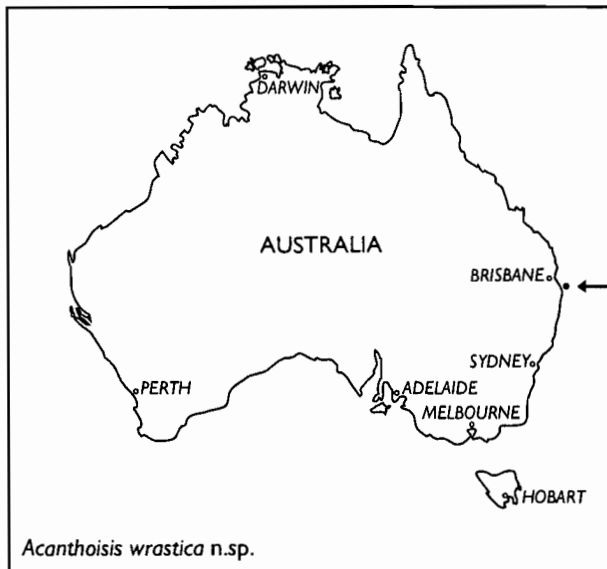 DARWIN
AUSTRALIA
BRISBANE
SYDNEY
PERTH
ADELAIDE
MELBOURNE
HOBART
Acanthoisis wrastica n.sp.